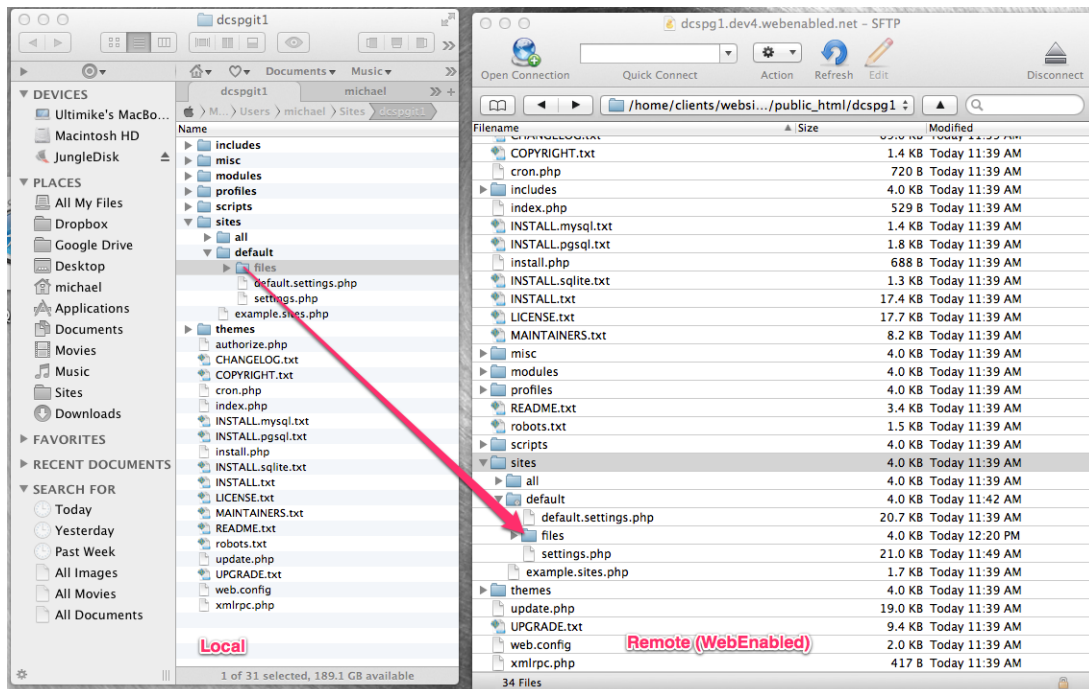 dcspgit1
Documents
Music
dcspgit1
michael
M...
Users
michael
Sites
dcspgit1
DEVICES
Ultimike's MacBo...
Macintosh HD
JungleDisk
PLACES
All My Files
Dropbox
Google Drive
Desktop
michael
Applications
Documents
Movies
Music
Sites
Downloads
FAVORITES
RECENT DOCUMENTS
SEARCH FOR
Today
Yesterday
Past Week
All Images
All Movies
All Documents
Name
includes
misc
modules
profiles
scripts
sites
all
default
files
default.settings.php
settings.php
example.sites.php
themes
authorize.php
CHANGELOG.txt
COPYRIGHT.txt
cron.php
index.php
INSTALL.mysql.txt
INSTALL.pgsql.txt
install.php
INSTALL.sqlite.txt
INSTALL.txt
LICENSE.txt
MAINTAINERS.txt
README.txt
robots.txt
update.php
UPGRADE.txt
web.config
xmlrpc.php
Local
1 of 31 selected, 189.1 GB available
dcspg1.dev4.webenabled.net – SFTP
Open Connection Quick Connect Action Refresh Edit Disconnect
/home/clients/websi.../public_html/dcspg1
Filename Size Modified
CHANGELOG.txt Today 11:39 AM
COPYRIGHT.txt 1.4 KB Today 11:39 AM
cron.php 720 B Today 11:39 AM
includes 4.0 KB Today 11:39 AM
index.php 529 B Today 11:39 AM
INSTALL.mysql.txt 1.4 KB Today 11:39 AM
INSTALL.pgsql.txt 1.8 KB Today 11:39 AM
install.php 688 B Today 11:39 AM
INSTALL.sqlite.txt 1.3 KB Today 11:39 AM
INSTALL.txt 17.4 KB Today 11:39 AM
LICENSE.txt 17.7 KB Today 11:39 AM
MAINTAINERS.txt 8.2 KB Today 11:39 AM
misc 4.0 KB Today 11:39 AM
modules 4.0 KB Today 11:39 AM
profiles 4.0 KB Today 11:39 AM
README.txt 3.4 KB Today 11:39 AM
robots.txt 1.5 KB Today 11:39 AM
scripts 4.0 KB Today 11:39 AM
sites 4.0 KB Today 11:39 AM
all 4.0 KB Today 11:39 AM
default 4.0 KB Today 11:42 AM
default.settings.php 20.7 KB Today 11:39 AM
files 4.0 KB Today 12:20 PM
settings.php 21.0 KB Today 11:49 AM
example.sites.php 1.7 KB Today 11:39 AM
themes 4.0 KB Today 11:39 AM
update.php 19.0 KB Today 11:39 AM
UPGRADE.txt 9.4 KB Today 11:39 AM
web.config 2.0 KB Today 11:39 AM
xmlrpc.php 417 B Today 11:39 AM
Remote (WebEnabled)
34 Files